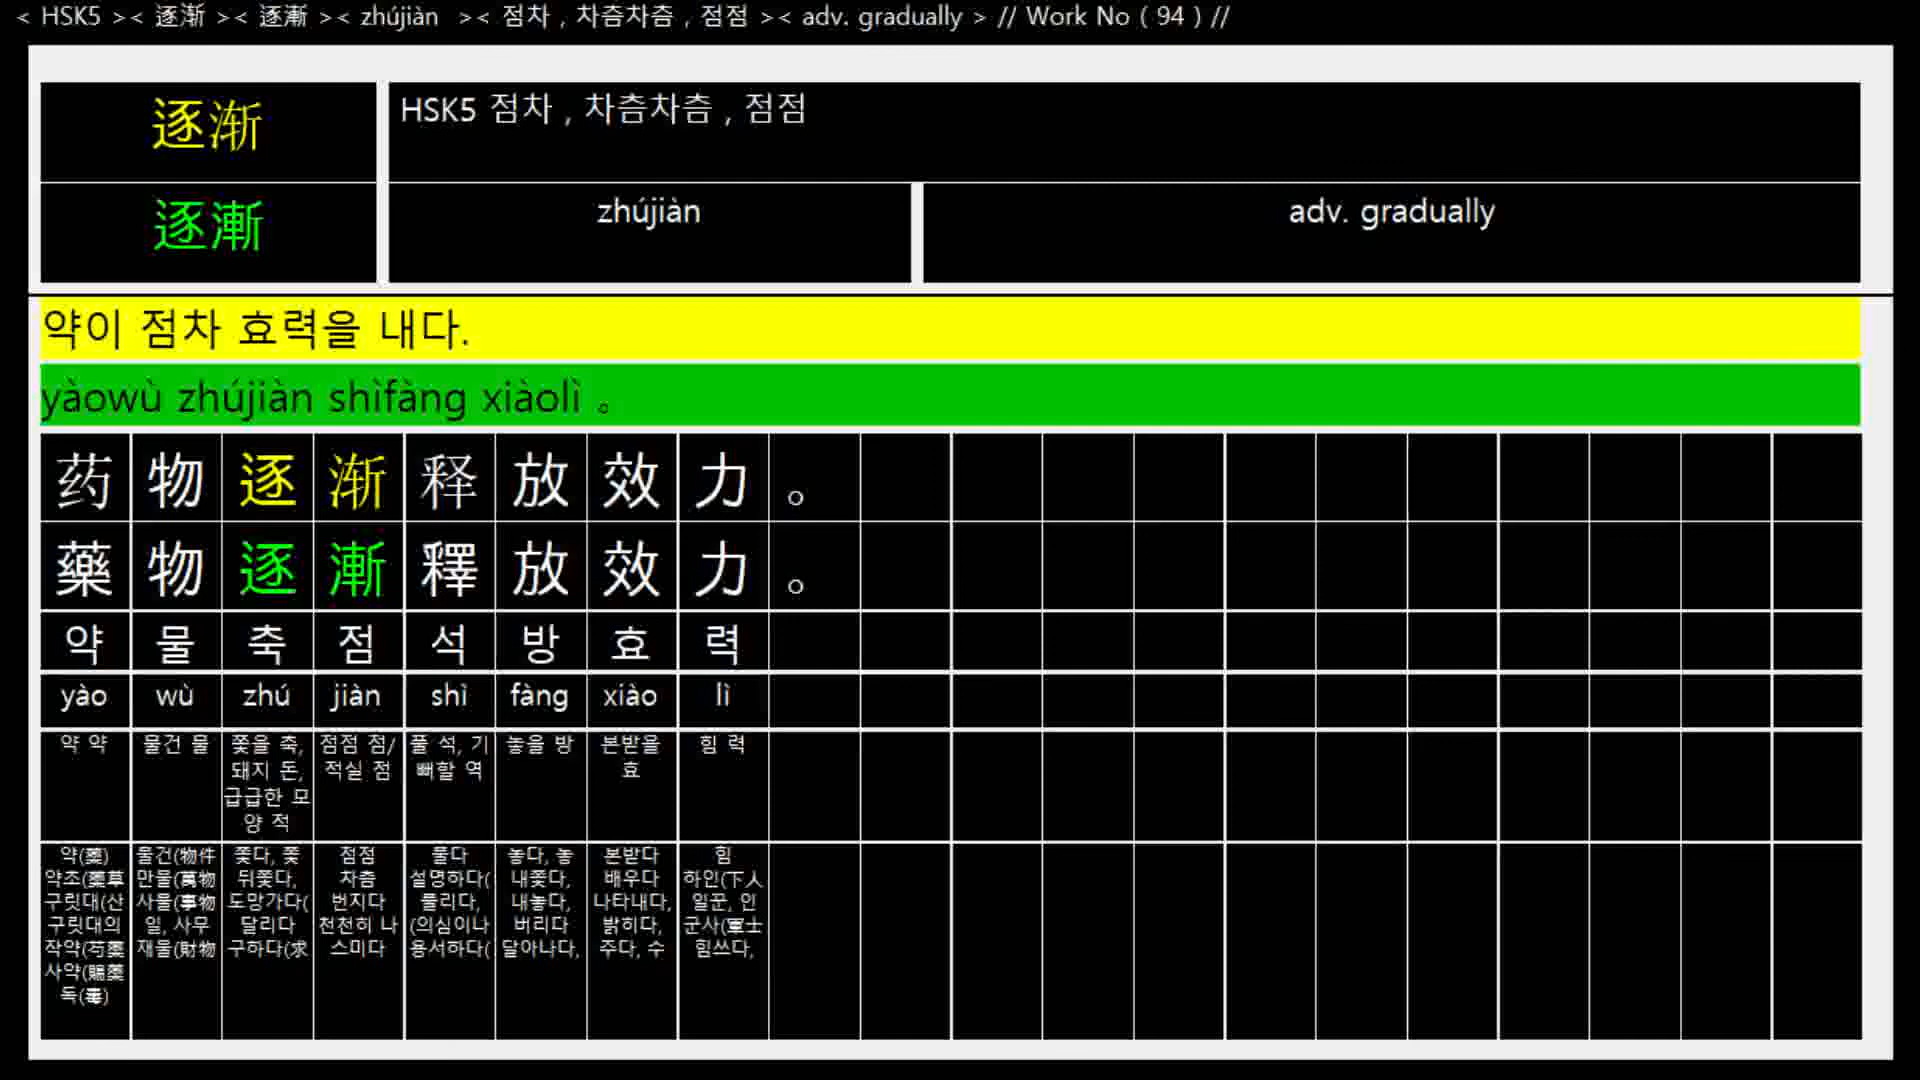 < HSK5 >< 逐渐 >< 逐漸 >< zhújiàn >< 점차 , 차츰차츰 , 점점 >< adv. gradually > // Work No ( 94 ) //
逐渐
HSK5 점차 , 차츰차츰 , 점점
逐漸
zhújiàn
adv. gradually
약이 점차 효력을 내다.
yàowù zhújiàn shìfàng xiàolì 。
药 物 逐 渐 释 放 效 力 。
藥 物 逐 漸 釋 放 效 力 。
약 물 축 점 석 방 효 력
yào wù zhú jiàn shì fàng xiào lì
약 약
물건 물
쫓을 축,
돼지 돈,
급급한 모
양 적
점점 점/
적실 점
풀 석, 기
뻐할 역
놓을 방
본받을
효
힘 력
약(藥)
약초(藥草
구릿대(산
구릿대의
작약(芍藥
사약(賜藥
독(毒)
물건(物件
만물(萬物
사물(事物
일, 사무
재물(財物
쫓다, 쫓
뒤쫓다,
도망가다(
달리다
구하다(求
점점
차츰
번지다
천천히 나
스미다
풀다
설명하다(
풀리다,
(의심이나
용서하다(
놓다, 놓
내쫓다,
내놓다,
버리다
달아나다,
본받다
배우다
나타내다,
밝히다,
주다, 수
힘
하인(下人
일꾼, 인
군사(軍士
힘쓰다,